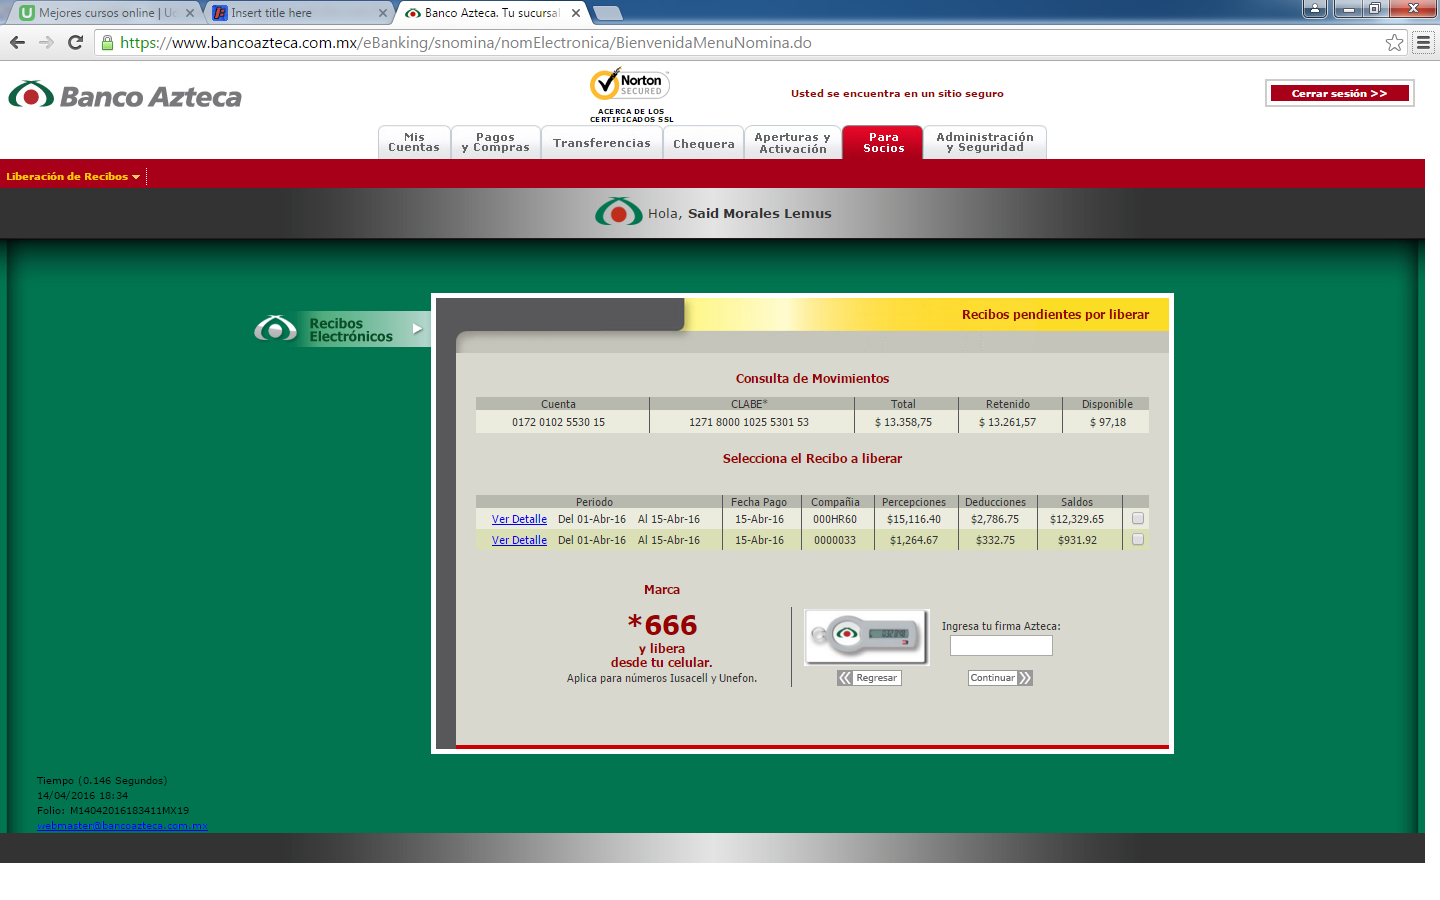 Mejores cursos online | Ud
Insert title here
Banco Azteca. Tu sucursal
https://www.bancoazteca.com.mx/eBanking/snomina/nomElectronica/BienvenidaMenuNomina.do
Banco Azteca
Norton
SECURED
ACERCA DE LOS
CERTIFICADOS SSL
Usted se encuentra en un sitio seguro
Cerrar sesión >>
Mis Cuentas
Pagos y Compras
Transferencias
Chequera
Aperturas y Activación
Para Socios
Administración y Seguridad
Liberación de Recibos
Hola, Said Morales Lemus
Recibos
Electrónicos
Recibos pendientes por liberar
Consulta de Movimientos
Cuenta CLABE* Total Retenido Disponible
0172 0102 5530 15 1271 8000 1025 5301 53 $ 13.358,75 $ 13.261,57 $ 97,18
Selecciona el Recibo a liberar
Periodo Fecha Pago Compañia Percepciones Deducciones Saldos
Ver Detalle Del 01-Abr-16 Al 15-Abr-16 15-Abr-16 000HR60 $15,116.40 $2,786.75 $12,329.65
Ver Detalle Del 01-Abr-16 Al 15-Abr-16 15-Abr-16 0000033 $1,264.67 $332.75 $931.92
Marca
*666
y libera
desde tu celular.
Aplica para números Iusacell y Unefon.
Ingresa tu firma Azteca:
Regresar
Continuar
Tiempo (0.146 Segundos)
14/04/2016 18:34
Folio: M14042016183411MX19
webmaster@bancoazteca.com.mx